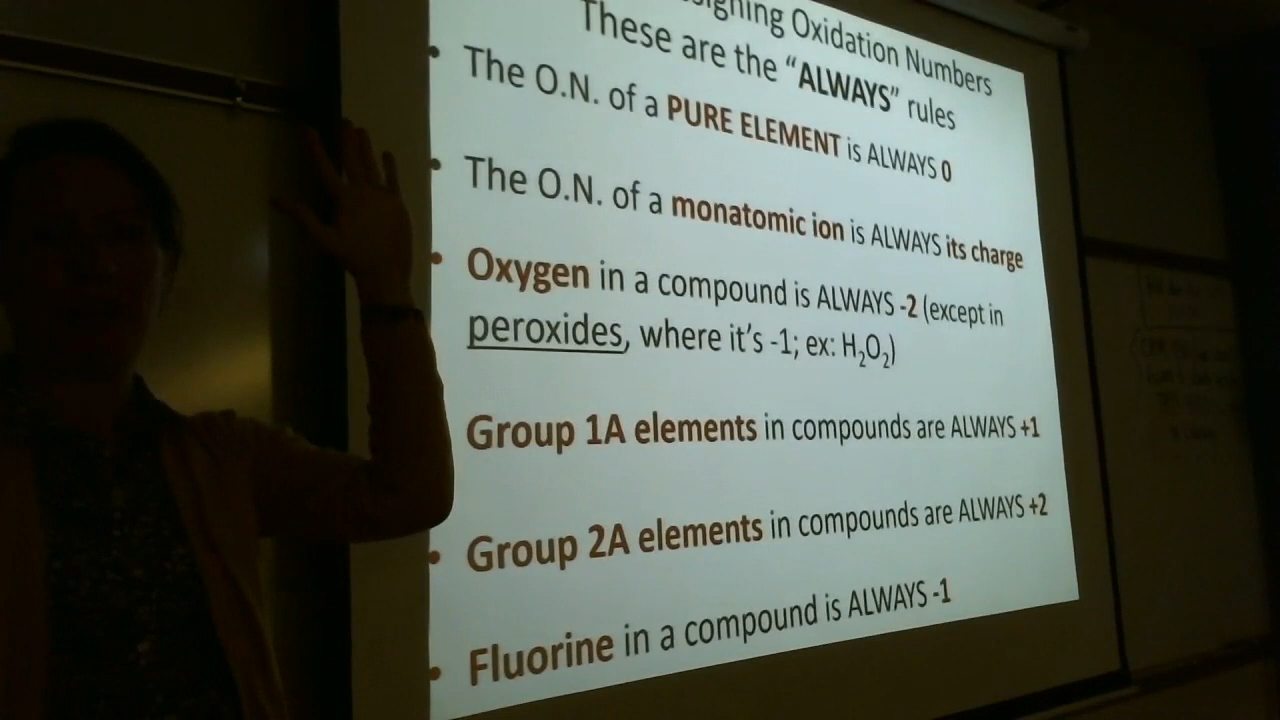 Oxidation Numbers
These are the “ALWAYS” rules
• The O.N. of a PURE ELEMENT is ALWAYS 0
• The O.N. of a monatomic ion is ALWAYS its charge
• Oxygen in a compound is ALWAYS -2 (except in
peroxides, where it’s -1; ex: H₂O₂)
Group 1A elements in compounds are ALWAYS +1
• Group 2A elements in compounds are ALWAYS +2
• Fluorine in a compound is ALWAYS -1